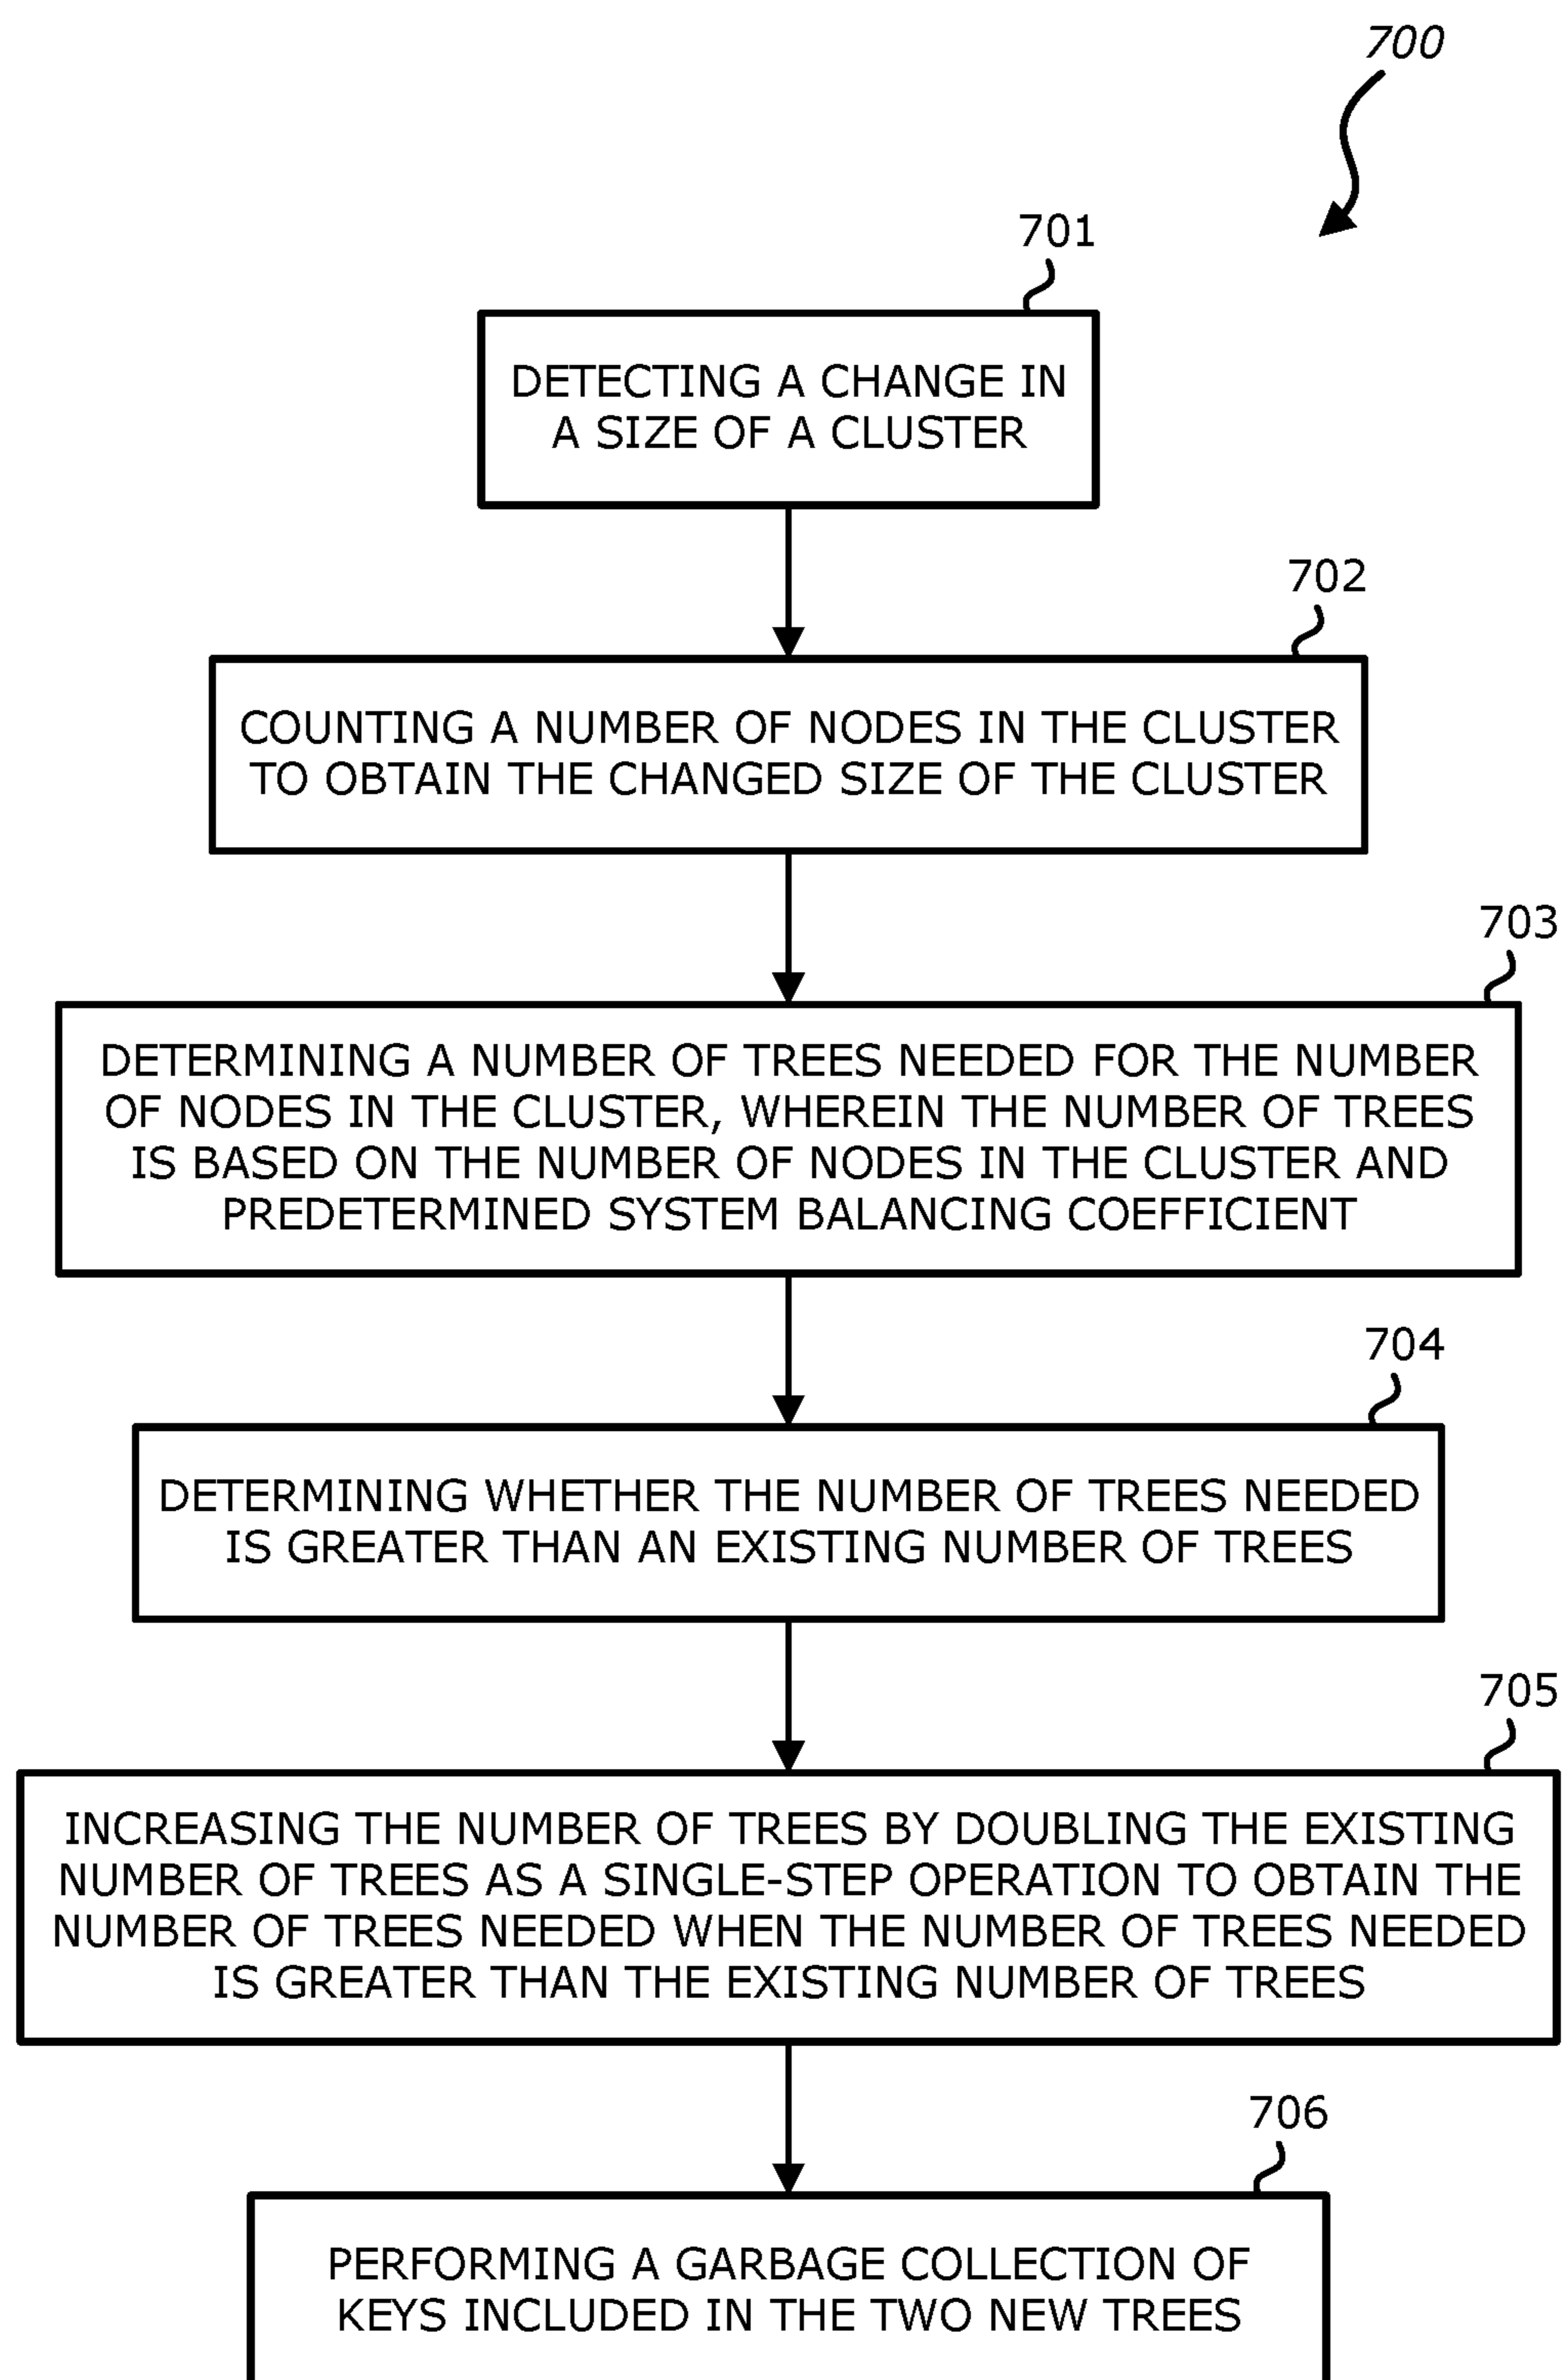 700
701
DETECTING A CHANGE IN
A SIZE OF A CLUSTER
702
COUNTING A NUMBER OF NODES IN THE CLUSTER
TO OBTAIN THE CHANGED SIZE OF THE CLUSTER
703
DETERMINING A NUMBER OF TREES NEEDED FOR THE NUMBER
OF NODES IN THE CLUSTER, WHEREIN THE NUMBER OF TREES
IS BASED ON THE NUMBER OF NODES IN THE CLUSTER AND
PREDETERMINED SYSTEM BALANCING COEFFICIENT
704
DETERMINING WHETHER THE NUMBER OF TREES NEEDED
IS GREATER THAN AN EXISTING NUMBER OF TREES
705
INCREASING THE NUMBER OF TREES BY DOUBLING THE EXISTING
NUMBER OF TREES AS A SINGLE-STEP OPERATION TO OBTAIN THE
NUMBER OF TREES NEEDED WHEN THE NUMBER OF TREES NEEDED
IS GREATER THAN THE EXISTING NUMBER OF TREES
706
PERFORMING A GARBAGE COLLECTION OF
KEYS INCLUDED IN THE TWO NEW TREES